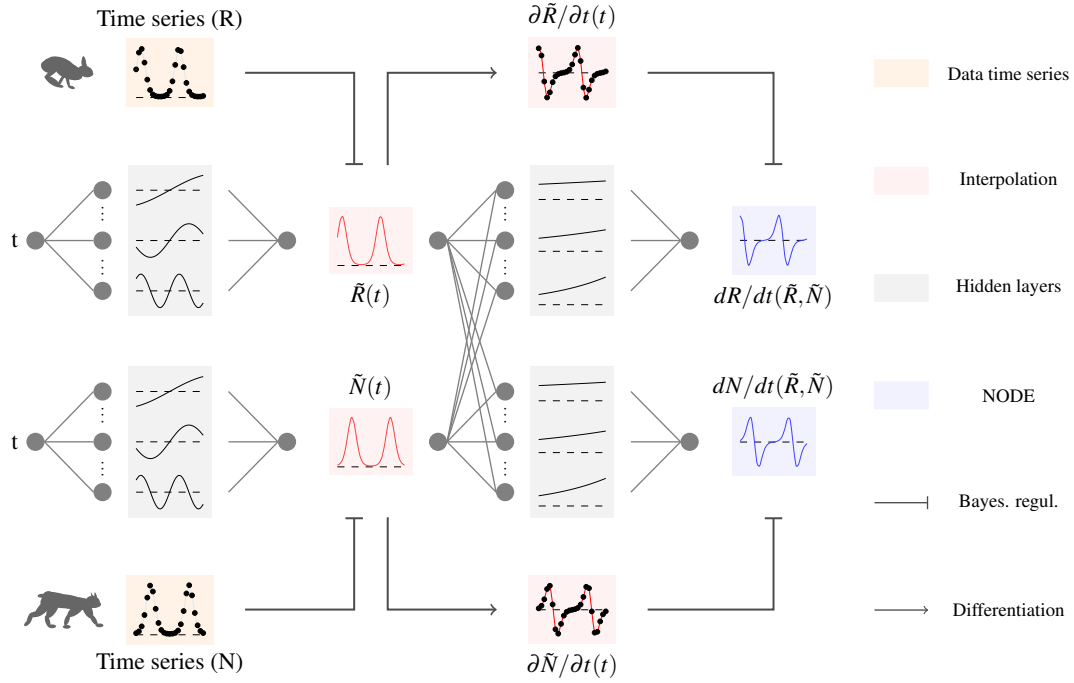 Time series (R)
∂R̃/∂t(t)
Data time series
Interpolation
t
R̃(t)
dR/dt(R̃,Ñ)
Hidden layers
Ñ(t)
dN/dt(R̃,Ñ)
NODE
t
Bayes. regul.
Differentiation
Time series (N)
∂Ñ/∂t(t)